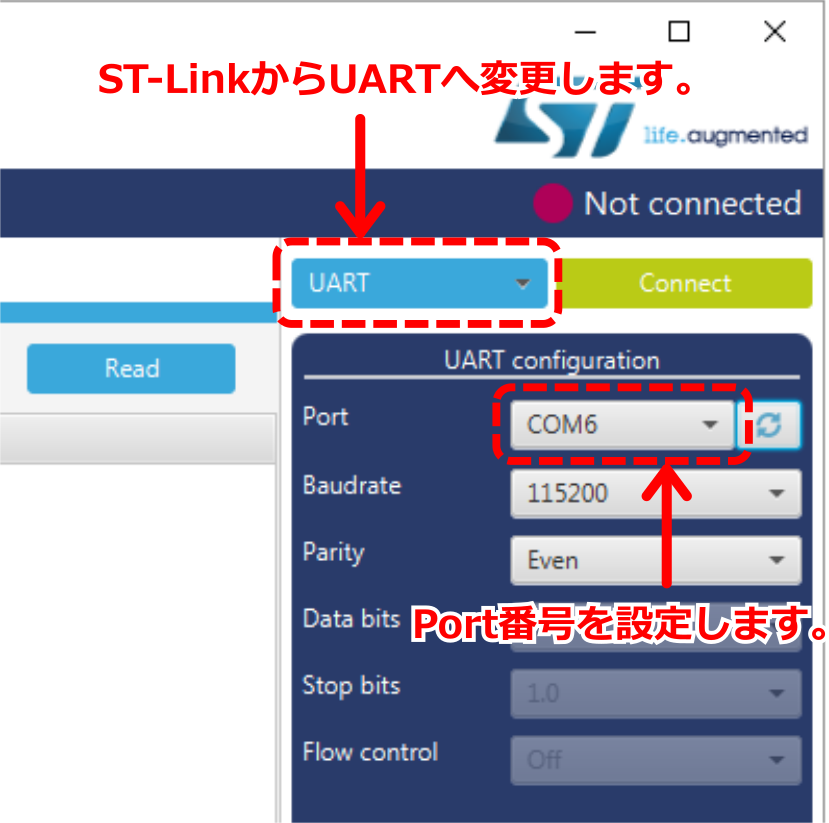 ST-LinkからUARTへ変更します。
ST
life.augmented
Not connected
UART
Connect
Read
UART configuration
Port
COM6
Baudrate
115200
Parity
Even
Data bits
Port番号を設定します。
Stop bits
1.0
Flow control
Off